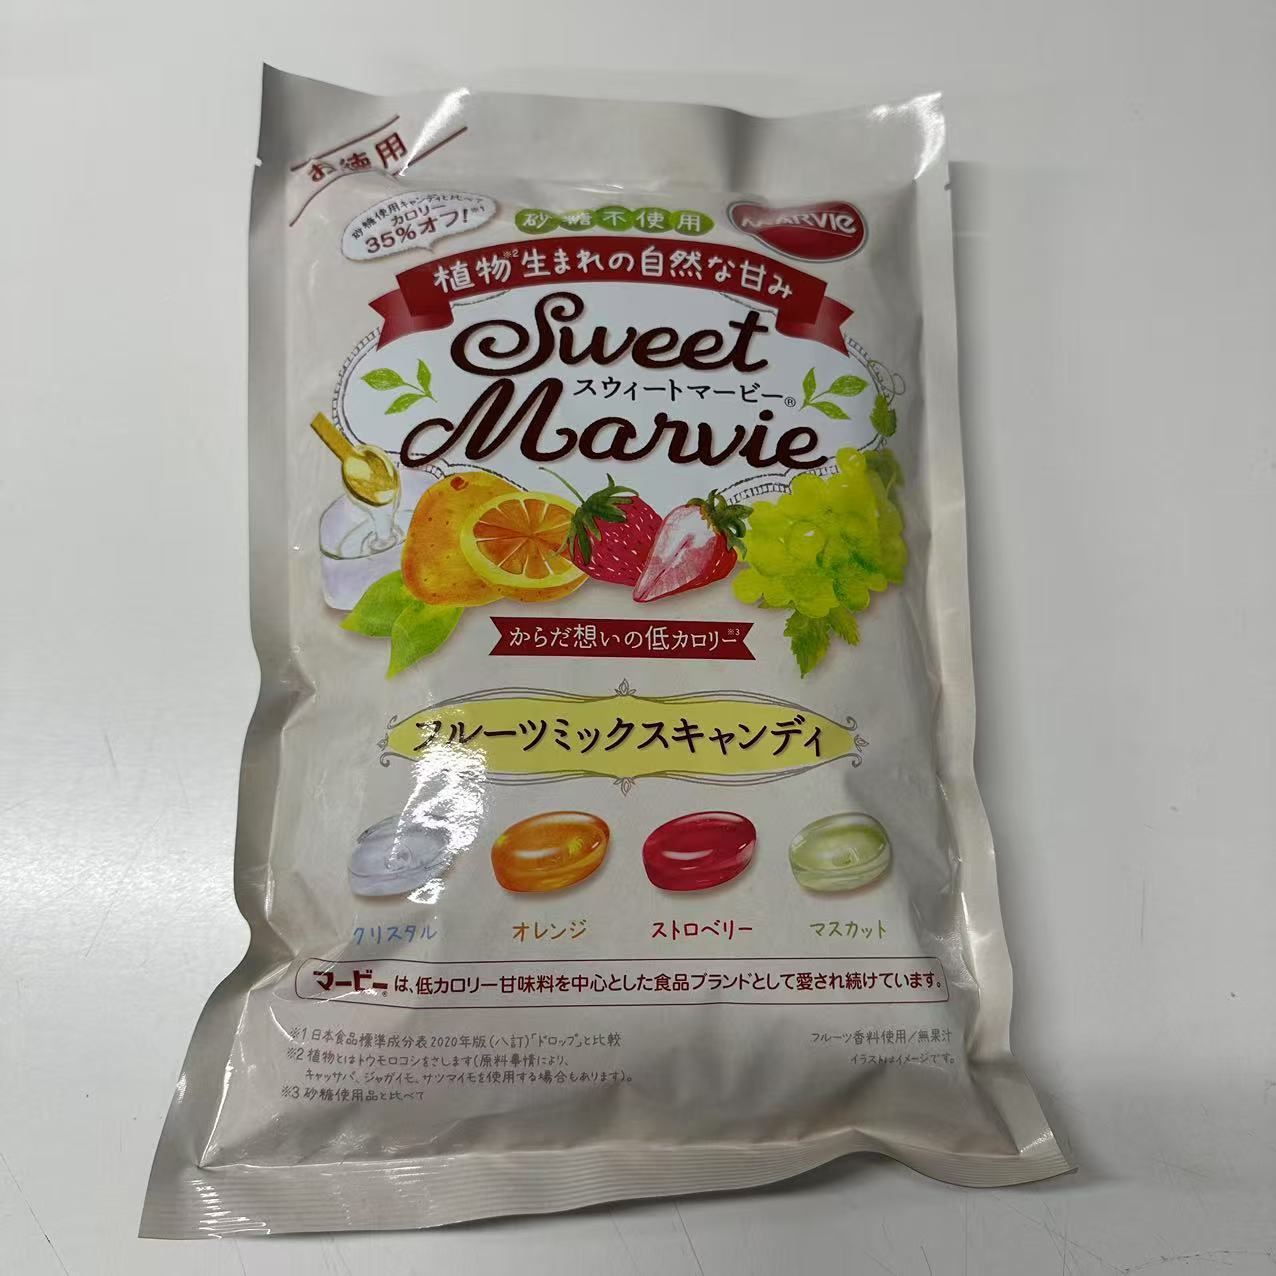 お徳用
砂糖使用キャンディと比べて
カロリー
35%オフ!※1
砂糖不使用
MARVIE
植物※2生まれの自然な甘み
Sweet
スウィートマービー®
Marvie
からだ想いの低カロリー※3
フルーツミックスキャンディ
クリスタル
オレンジ
ストロベリー
マスカット
マービー®は、低カロリー甘味料を中心とした食品ブランドとして愛され続けています。
※1 日本食品標準成分表2020年版(八訂)「ドロップ」と比較
※2 植物とはトウモロコシをさします(原料事情により、
キャッサバ、ジャガイモ、サツマイモを使用する場合もあります)。
※3 砂糖使用品と比べて
フルーツ香料使用/無果汁
イラストはイメージです。